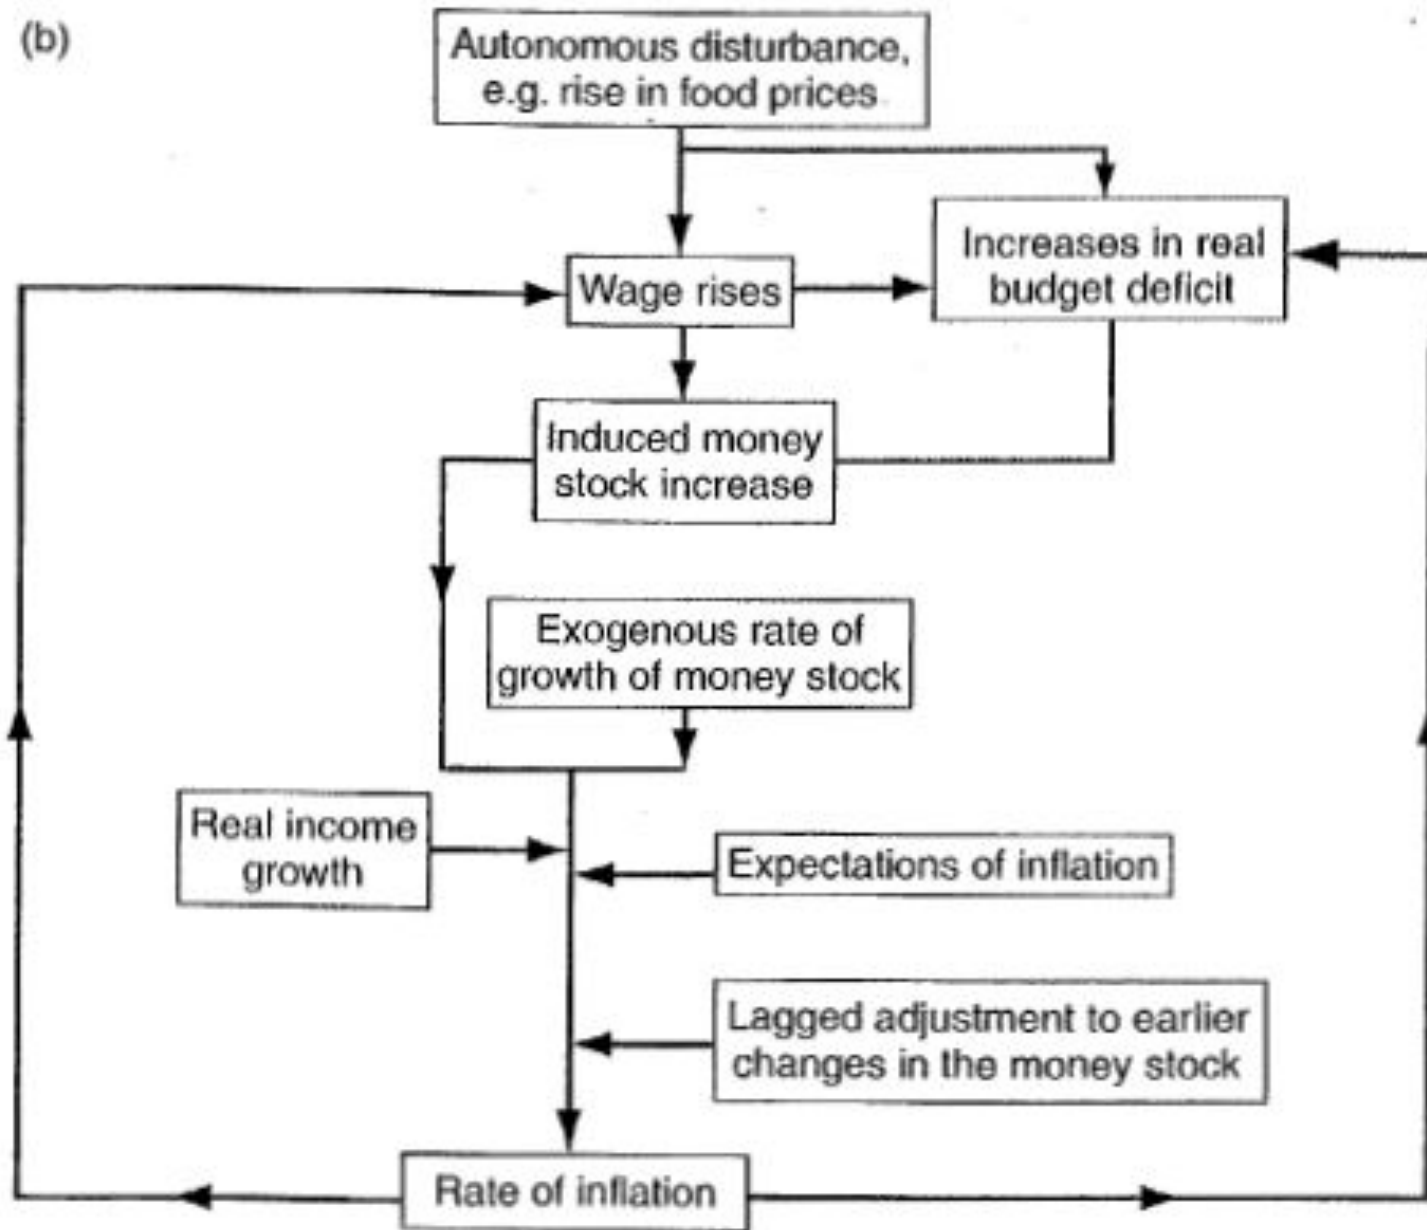 (b)
Autonomous disturbance,
e.g. rise in food prices
Increases in real
budget deficit
Wage rises
Induced money
stock increase
Exogenous rate of
growth of money stock
Real income
growth
Expectations of inflation
Lagged adjustment to earlier
changes in the money stock
Rate of inflation